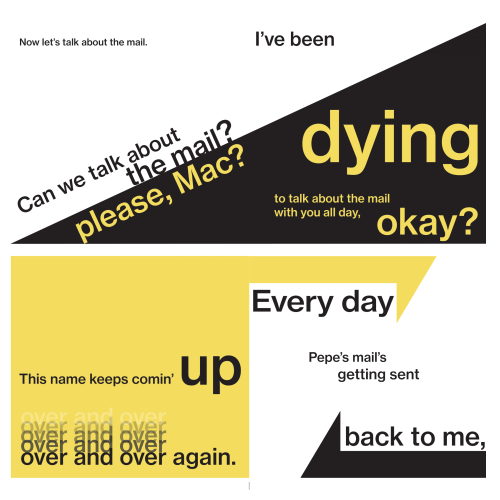 Now let's talk about the mail.
Can we talk about
the mail?
please, Mac?
I've been
dying
to talk about the mail
with you all day,
okay?
This name keeps comin'
up
over and over
over and over
over and over
over and over again.
Every day
Pepe's mail's
getting sent
back to me,